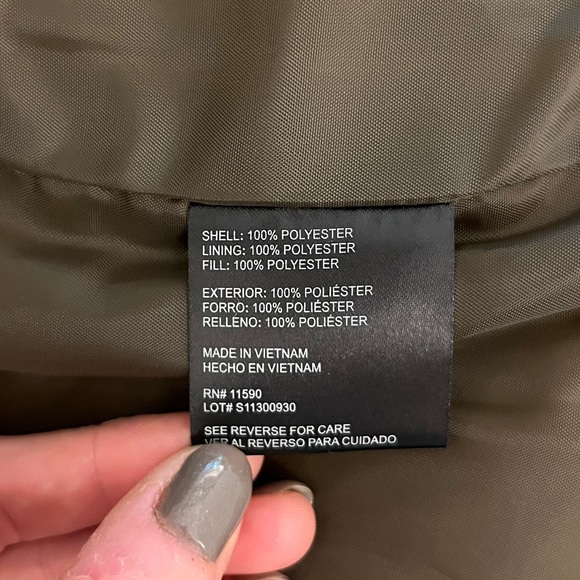 SHELL: 100% POLYESTER
LINING: 100% POLYESTER
FILL: 100% POLYESTER
EXTERIOR: 100% POLIÉSTER
FORRO: 100% POLIÉSTER
RELLENO: 100% POLIÉSTER
MADE IN VIETNAM
HECHO EN VIETNAM
RN# 11590
LOT# S11300930
SEE REVERSE FOR CARE
VER AL REVERSO PARA CUIDADO